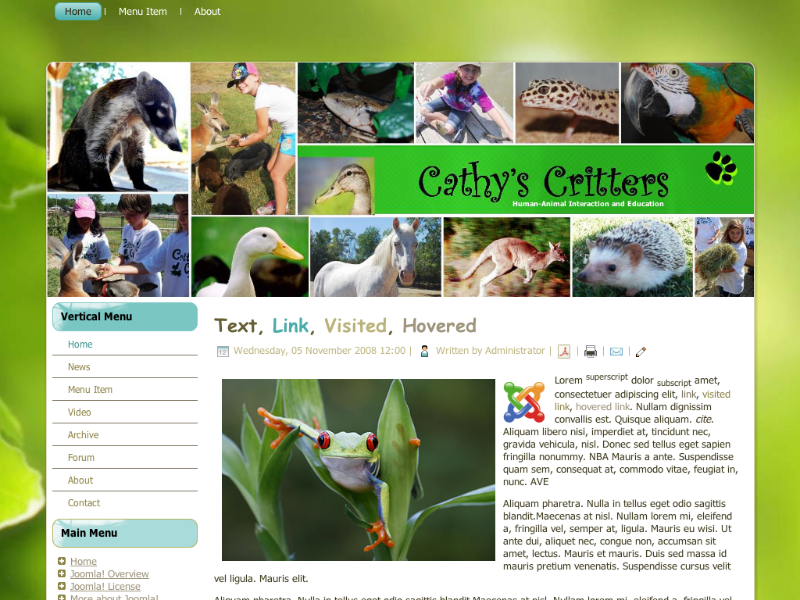 Home | Menu Item | About
Cathy's Critters
Human-Animal Interaction and Education
Vertical Menu
Home
News
Menu Item
Video
Archive
Forum
About
Contact
Main Menu
Home
Joomla! Overview
Joomla! License
More about Joomla!
Text, Link, Visited, Hovered
Wednesday, 05 November 2008 12:00 | Written by Administrator | | | |
Lorem superscript dolor subscript amet,
consectetuer adipiscing elit, link, visited
link, hovered link. Nullam dignissim
convallis est. Quisque aliquam. cite.
Aliquam libero nisi, imperdiet at, tincidunt nec,
gravida vehicula, nisl. Donec sed tellus eget sapien
fringilla nonummy. NBA Mauris a ante. Suspendisse
quam sem, consequat at, commodo vitae, feugiat in,
nunc. AVE
Aliquam pharetra. Nulla in tellus eget odio sagittis
blandit.Maecenas at nisl. Nullam lorem mi, eleifend
a, fringilla vel, semper at, ligula. Mauris eu wisi. Ut
ante dui, aliquet nec, congue non, accumsan sit
amet, lectus. Mauris et mauris. Duis sed massa id
mauris pretium venenatis. Suspendisse cursus velit
vel ligula. Mauris elit.
Aliquam pharetra. Nulla in tellus eget odio sagittis blandit.Maecenas at nisl. Nullam lorem mi, eleifend a, fringilla vel,